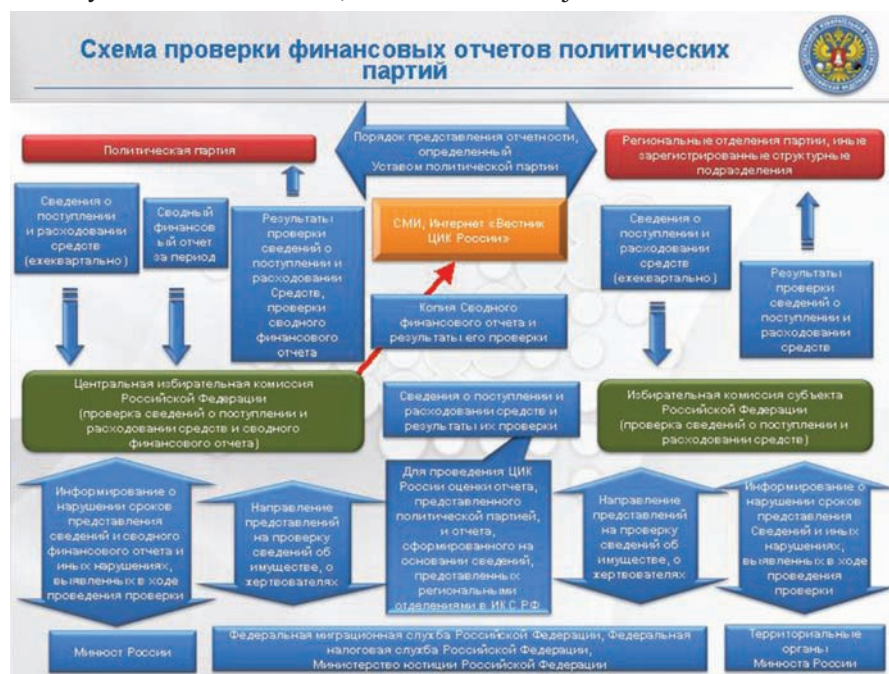 Схема проверки финансовых отчетов политических
партий
Политическая партия
Порядок представления отчетности,
определенный
Уставом политической партии
Региональные отделения партии, иные
зарегистрированные структурные
подразделения
Сведения о
поступлении
и расходовании
средств
(ежеквартально)
Сводный
финансов
ый отчет
за период
Результаты
проверки
сведений о
поступлении и
расходовании
Средств,
проверки
сводного
финансового
отчета
СМИ, Интернет «Вестник
ЦИК России»
Сведения о
поступлении
и расходовании
средств
(ежеквартально)
Результаты
проверки
сведений о
поступлении и
расходовании
средств
Копия Сводного
финансового отчета и
результаты его проверки
Центральная избирательная комиссия
Российской Федерации
(проверка сведений о поступлении и
расходовании средств и сводного
финансового отчета)
Сведения о поступлении и
расходовании средств и
результаты их проверки
Избирательная комиссия субъекта
Российской Федерации
(проверка сведений о поступлении и
расходовании средств)
Информирование о
нарушении сроков
представления
сведений и сводного
финансового отчета и
иных нарушениях,
выявленных в ходе
проведения проверки
Направление
представлений
на проверку
сведений об
имуществе, о
жертвователях
Для проведения ЦИК
России оценки отчета,
представленного
политической партией,
и отчета,
сформированного на
основании сведений,
представленных
региональными
отделениями в ИКС РФ
Направление
представлений
на проверку
сведений об
имуществе, о
жертвователях
Информирование о
нарушении сроков
представления
Сведений и иных
нарушениях,
выявленных в ходе
проведения
проверки
Минюст России
Федеральная миграционная служба Российской Федерации, Федеральная
налоговая служба Российской Федерации,
Министерство юстиции Российской Федерации
Территориальные
органы
Минюста России